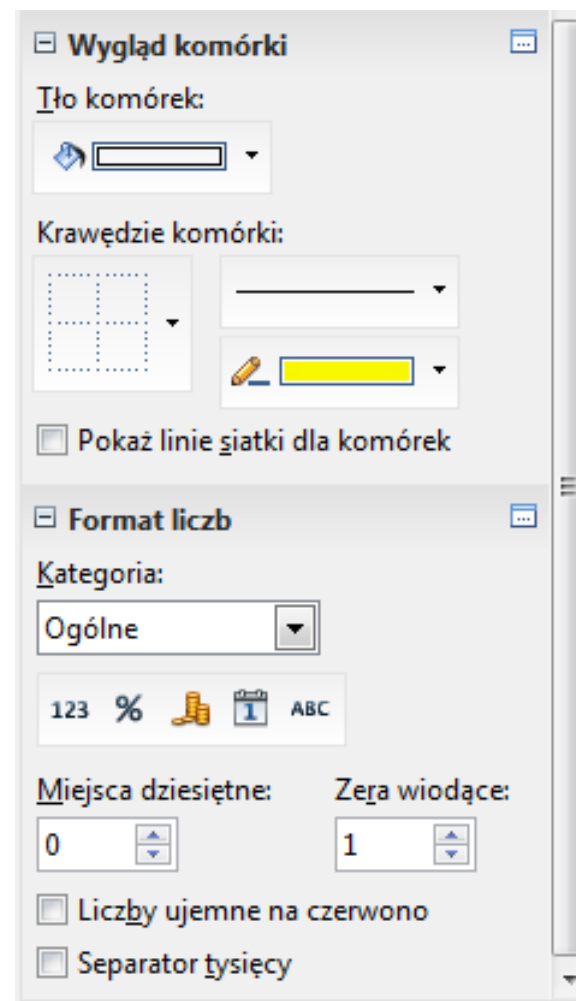 Wygląd komórki
Tło komórek:
Krawędzie komórki:
Pokaż linie siatki dla komórek
Format liczb
Kategoria:
Ogólne
123 % 1 ABC
Miejsca dziesiętne: Zera wiodące:
0 1
Liczby ujemne na czerwono
Separator tysięcy